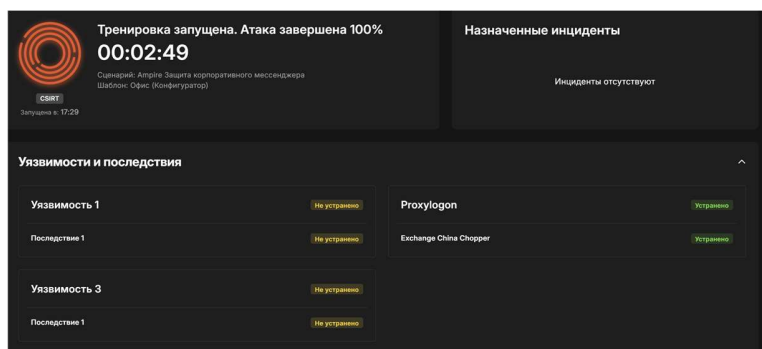 Тренировка запущена. Атака завершена 100%
00:02:49
Сценарий: Ampire Защита корпоративного мессенджера
Шаблон: Офис (Конфигуратор)
CSIRT
Запущена в: 17:29
Назначенные инциденты
Инциденты отсутствуют
Уязвимости и последствия
Уязвимость 1 Не устранено
Последствие 1 Не устранено
Proxylogon Устранено
Exchange China Chopper Устранено
Уязвимость 3 Не устранено
Последствие 1 Не устранено